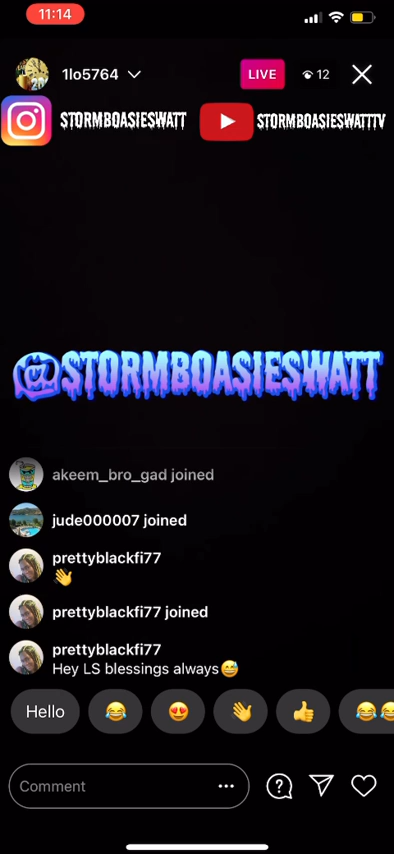 11:14
1lo5764
LIVE
12
STORMBOASIESWATT
STORMBOASIESWATTTV
@STORMBOASIESWATT
akeem_bro_gad joined
jude000007 joined
prettyblackfi77
👋
prettyblackfi77 joined
prettyblackfi77
Hey LS blessings always😅
Hello 😂 😍 👋 👍 😂😂
Comment